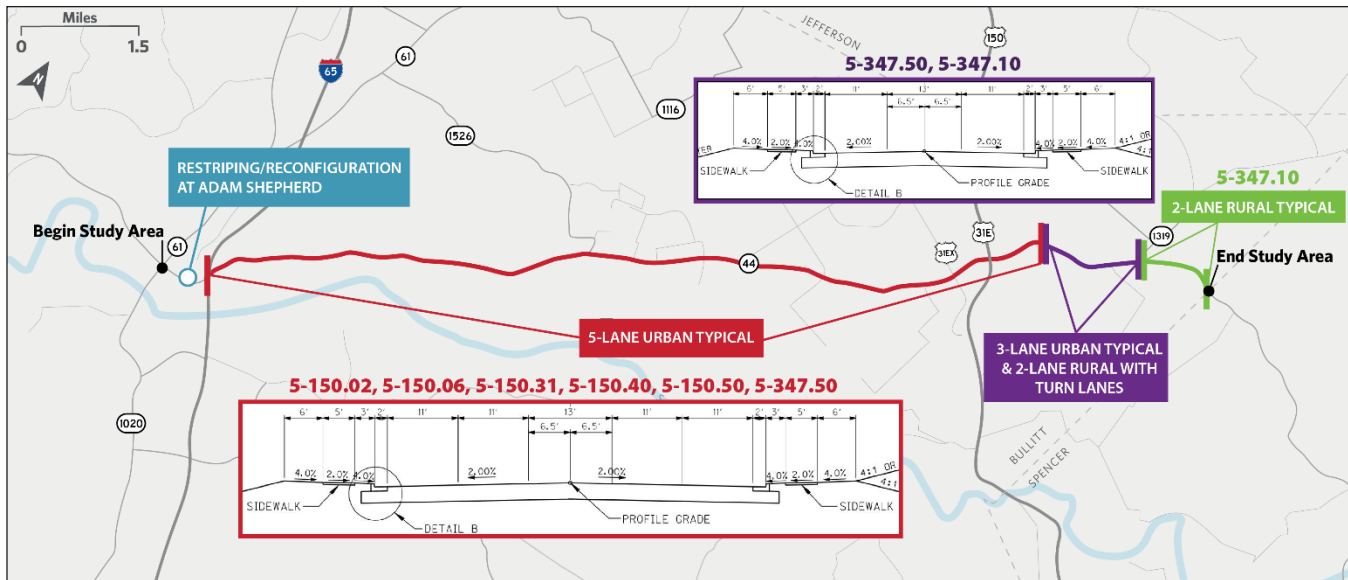 Miles
0 1.5
N
65
61
150
JEFFERSON
5-347.50, 5-347.10
6' 5' 3' 2' 11' 13' 11' 2' 3' 5' 6'
6.5' 6.5'
4.0% 2.0% 4.0% 2.00% 2.00% 4.0% 2.0% 4.0% 4:1 OR
4:1
SIDEWALK
DETAIL B
PROFILE GRADE
SIDEWALK
1116
1526
RESTRIPING/RECONFIGURATION
AT ADAM SHEPHERD
5-347.10
2-LANE RURAL TYPICAL
Begin Study Area
61
44
31EX
31E
1319
End Study Area
5-LANE URBAN TYPICAL
3-LANE URBAN TYPICAL
& 2-LANE RURAL WITH
TURN LANES
5-150.02, 5-150.06, 5-150.31, 5-150.40, 5-150.50, 5-347.50
6' 5' 3' 2' 11' 11' 13' 11' 11' 2' 3' 5' 6'
6.5' 6.5'
4.0% 2.0% 4.0% 2.00% 2.00% 4.0% 2.0% 4.0% 4:1 OR
4:1
SIDEWALK
DETAIL B
PROFILE GRADE
SIDEWALK
1020
BULLITT
SPENCER